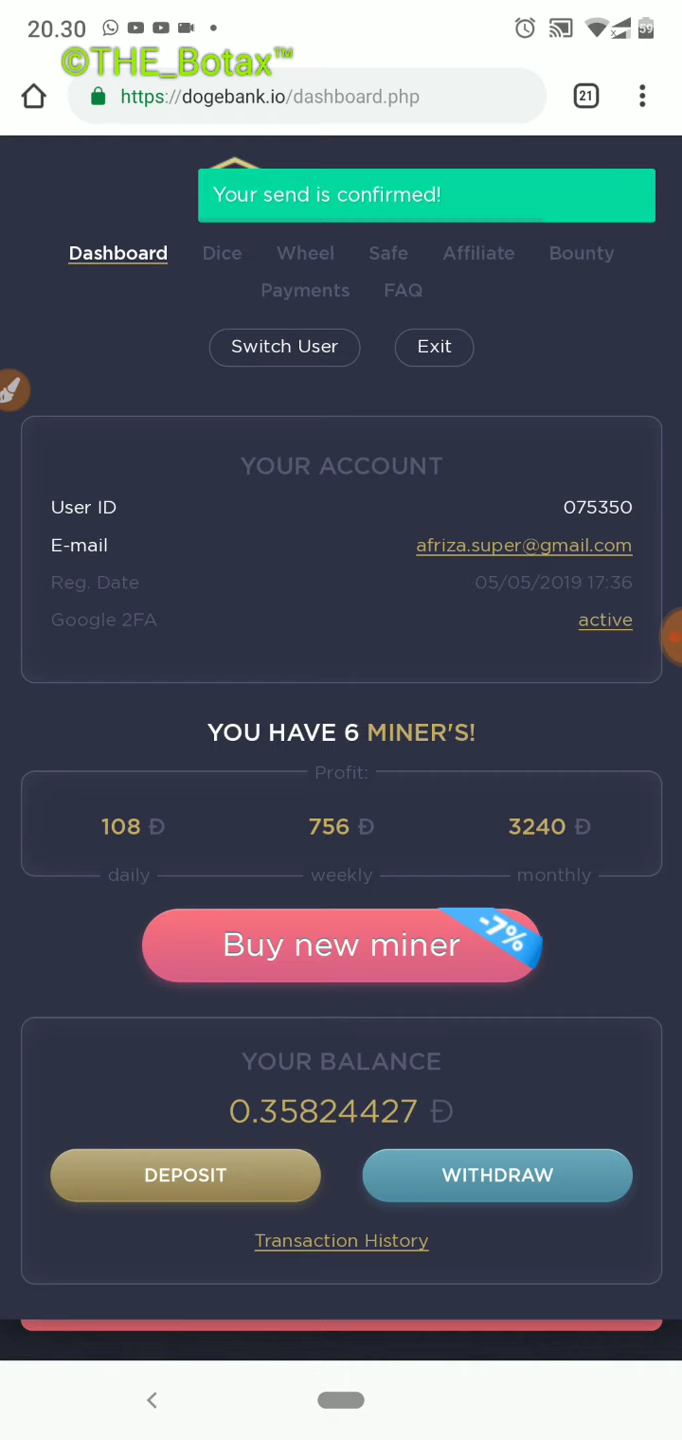 20.30
59
©THE_Botax™
https://dogebank.io/dashboard.php
21
Your send is confirmed!
Dashboard Dice Wheel Safe Affiliate Bounty
Payments FAQ
Switch User Exit
YOUR ACCOUNT
User ID 075350
E-mail afriza.super@gmail.com
Reg. Date 05/05/2019 17:36
Google 2FA active
YOU HAVE 6 MINER'S!
Profit:
108 Đ 756 Đ 3240 Đ
daily weekly monthly
Buy new miner -7%
YOUR BALANCE
0.35824427 Đ
DEPOSIT WITHDRAW
Transaction History